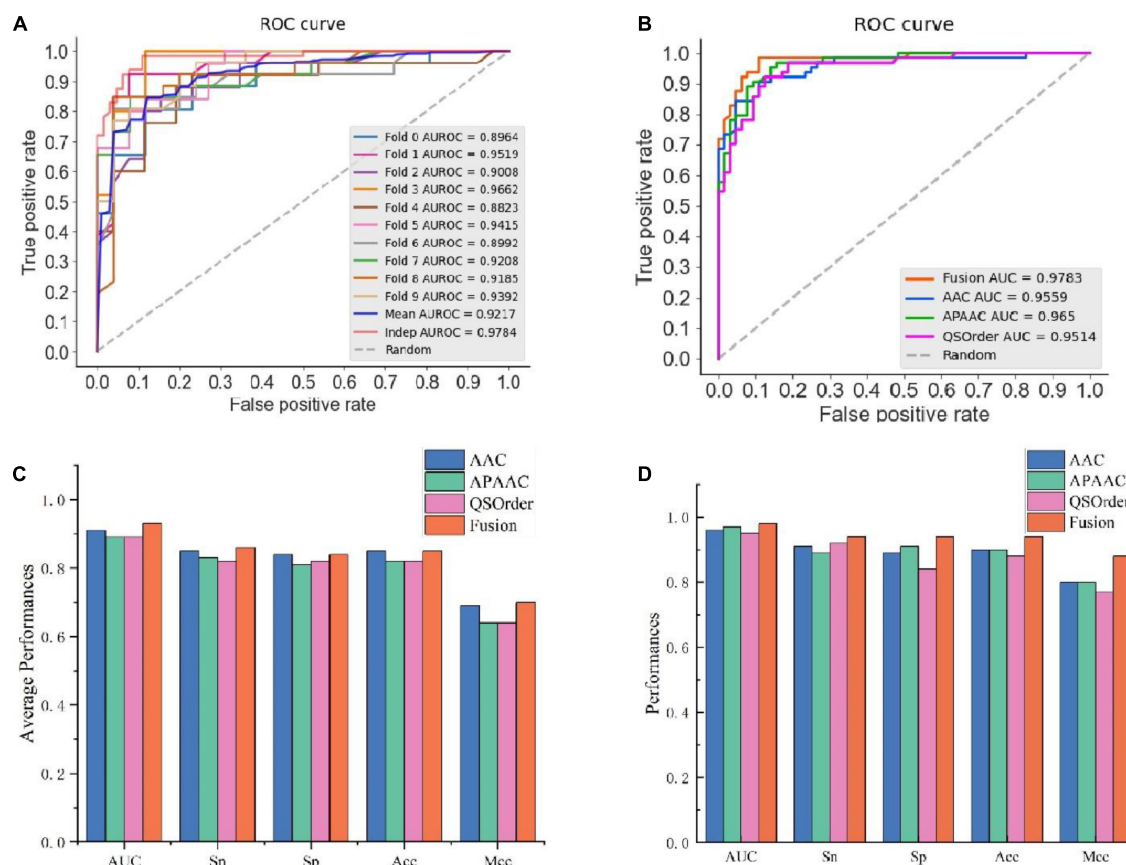 A
ROC curve
True positive rate
1.0
0.9
0.8
0.7
0.6
0.5
0.4
0.3
0.2
0.1
0.0
Fold 0 AUROC = 0.8964
Fold 1 AUROC = 0.9519
Fold 2 AUROC = 0.9008
Fold 3 AUROC = 0.9662
Fold 4 AUROC = 0.8823
Fold 5 AUROC = 0.9415
Fold 6 AUROC = 0.8992
Fold 7 AUROC = 0.9208
Fold 8 AUROC = 0.9185
Fold 9 AUROC = 0.9392
Mean AUROC = 0.9217
Indep AUROC = 0.9784
Random
0.0 0.1 0.2 0.3 0.4 0.5 0.6 0.7 0.8 0.9 1.0
False positive rate
B
ROC curve
True positive rate
1.0
0.9
0.8
0.7
0.6
0.5
0.4
0.3
0.2
0.1
0.0
Fusion AUC = 0.9783
AAC AUC = 0.9559
APAAC AUC = 0.965
QSOrder AUC = 0.9514
Random
0.0 0.1 0.2 0.3 0.4 0.5 0.6 0.7 0.8 0.9 1.0
False positive rate
C
AAC
APAAC
QSOrder
Fusion
Average Performances
1.0
0.8
0.6
0.4
0.2
0.0
AUC Sn Sp Acc Mcc
D
AAC
APAAC
QSOrder
Fusion
Performances
1.0
0.8
0.6
0.4
0.2
0.0
AUC Sn Sp Acc Mcc